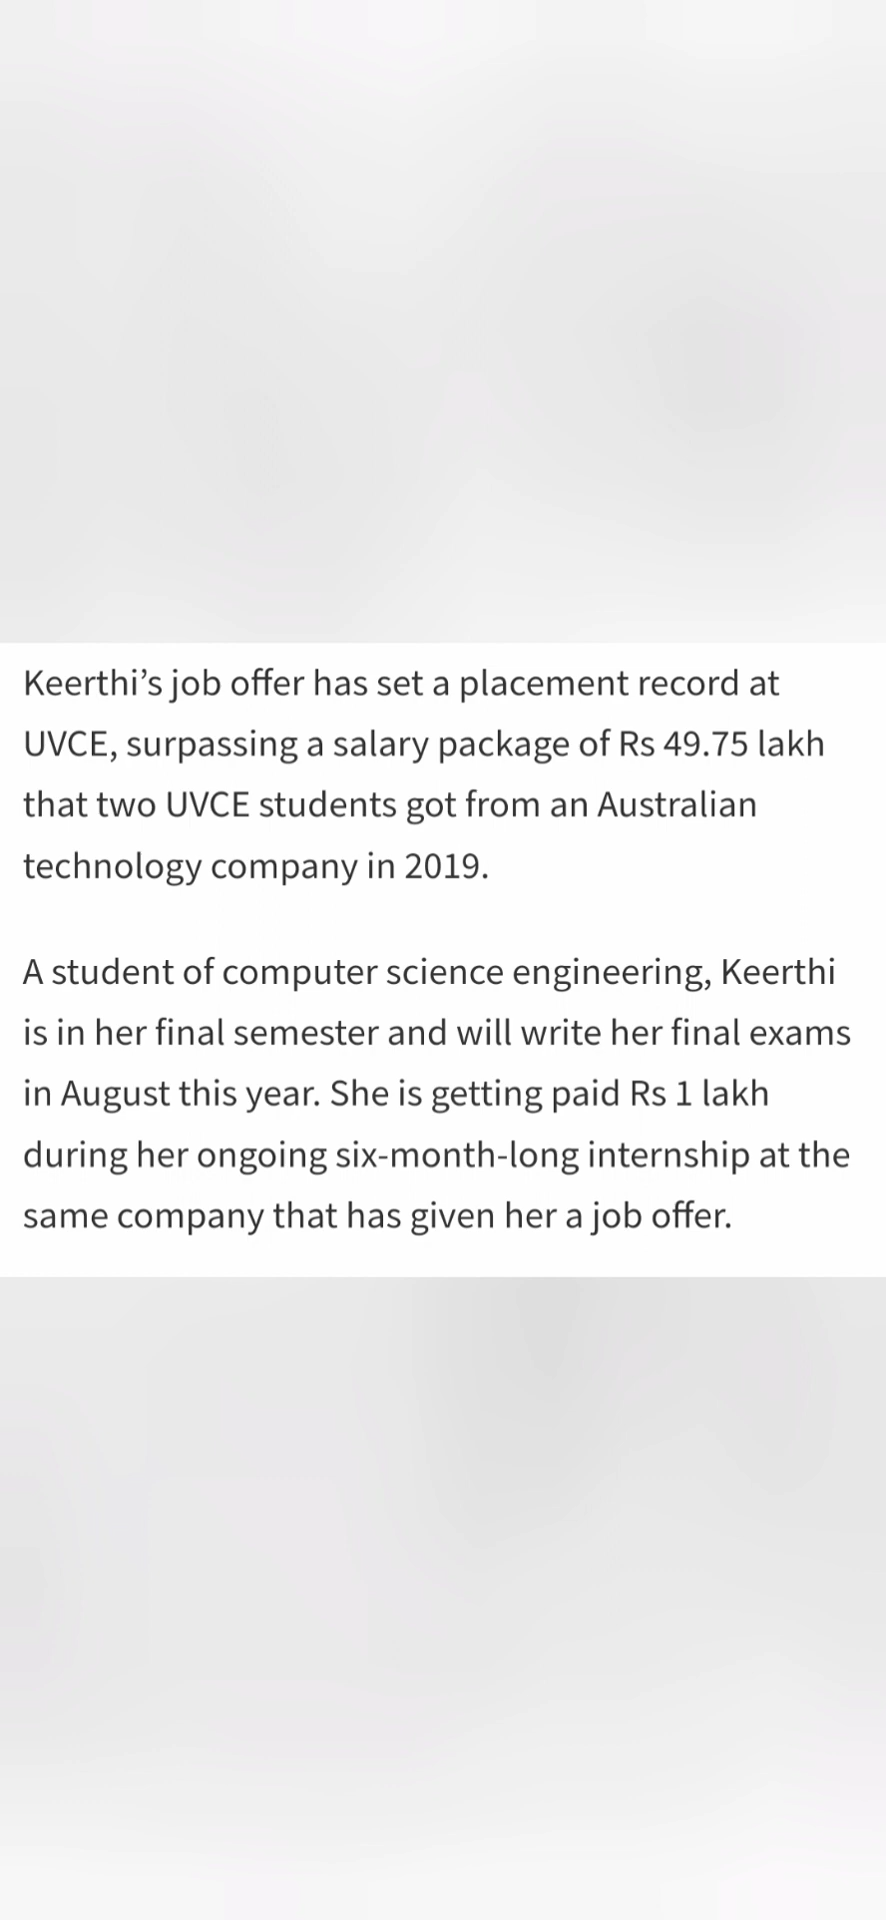 Keerthi’s job offer has set a placement record at
UVCE, surpassing a salary package of Rs 49.75 lakh
that two UVCE students got from an Australian
technology company in 2019.
A student of computer science engineering, Keerthi
is in her final semester and will write her final exams
in August this year. She is getting paid Rs 1 lakh
during her ongoing six-month-long internship at the
same company that has given her a job offer.